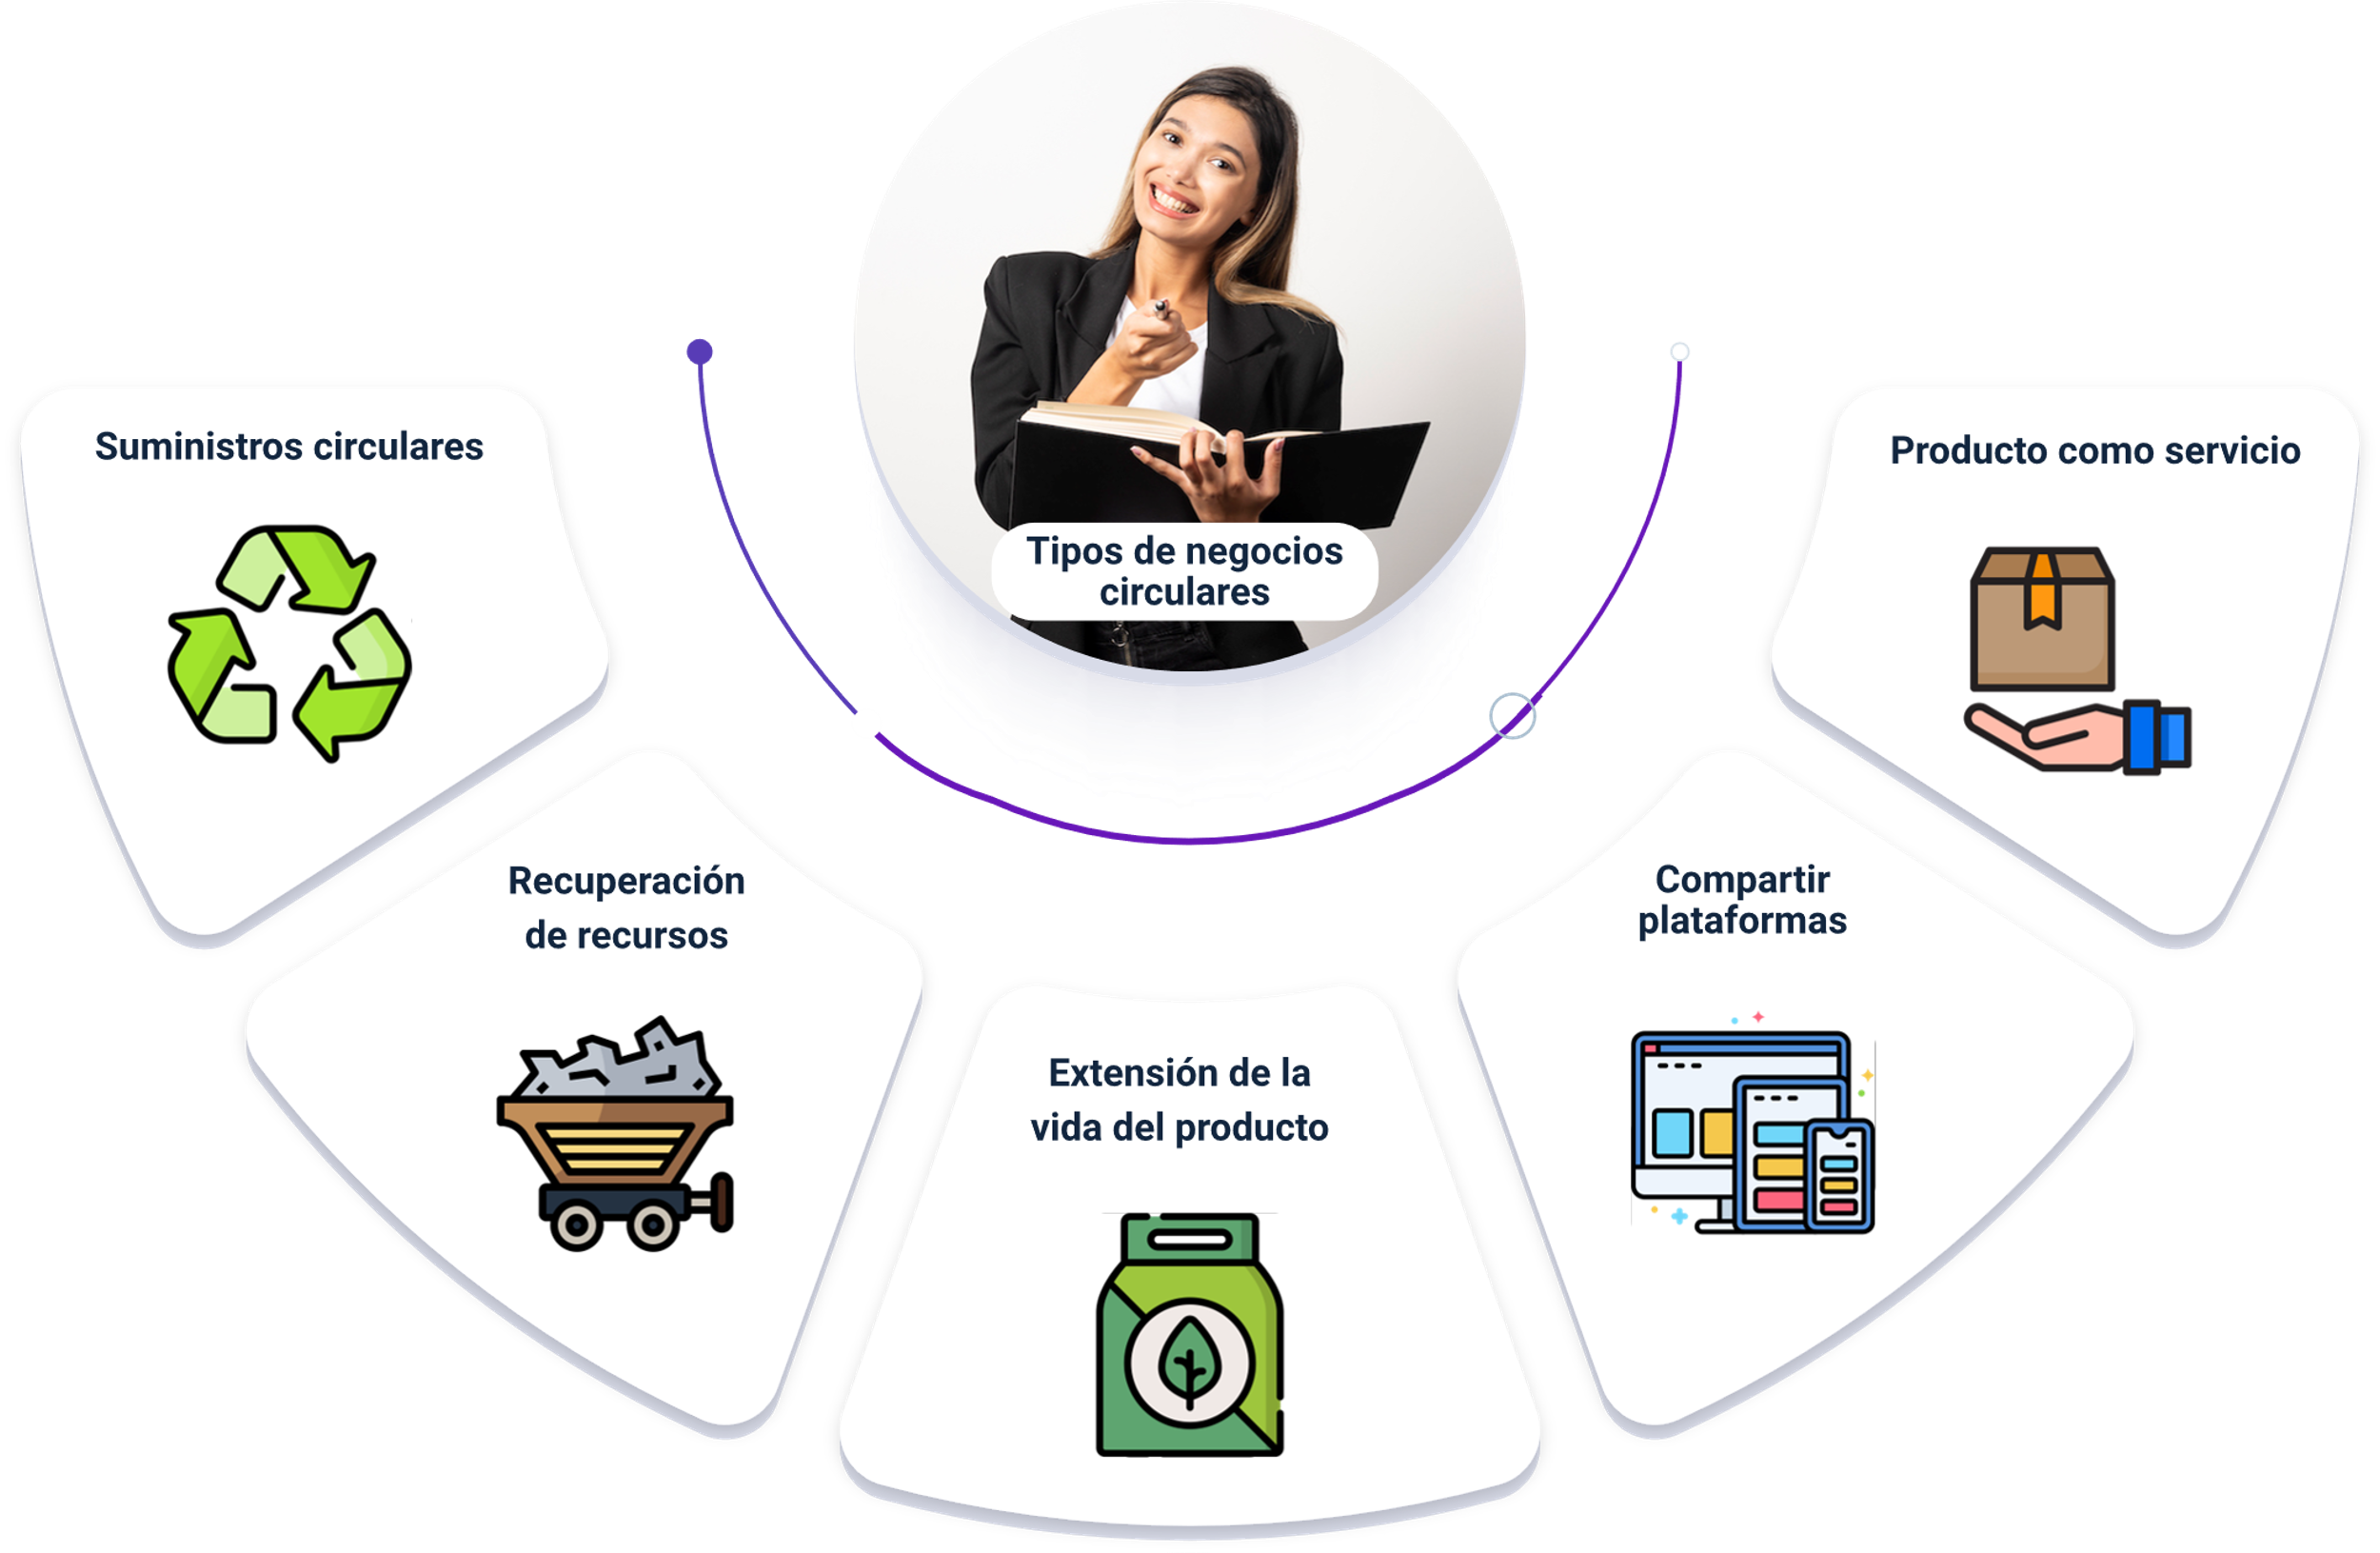 Tipos de negocios
circulares
Suministros circulares
Recuperación
de recursos
Extensión de la
vida del producto
Compartir
plataformas
Producto como servicio